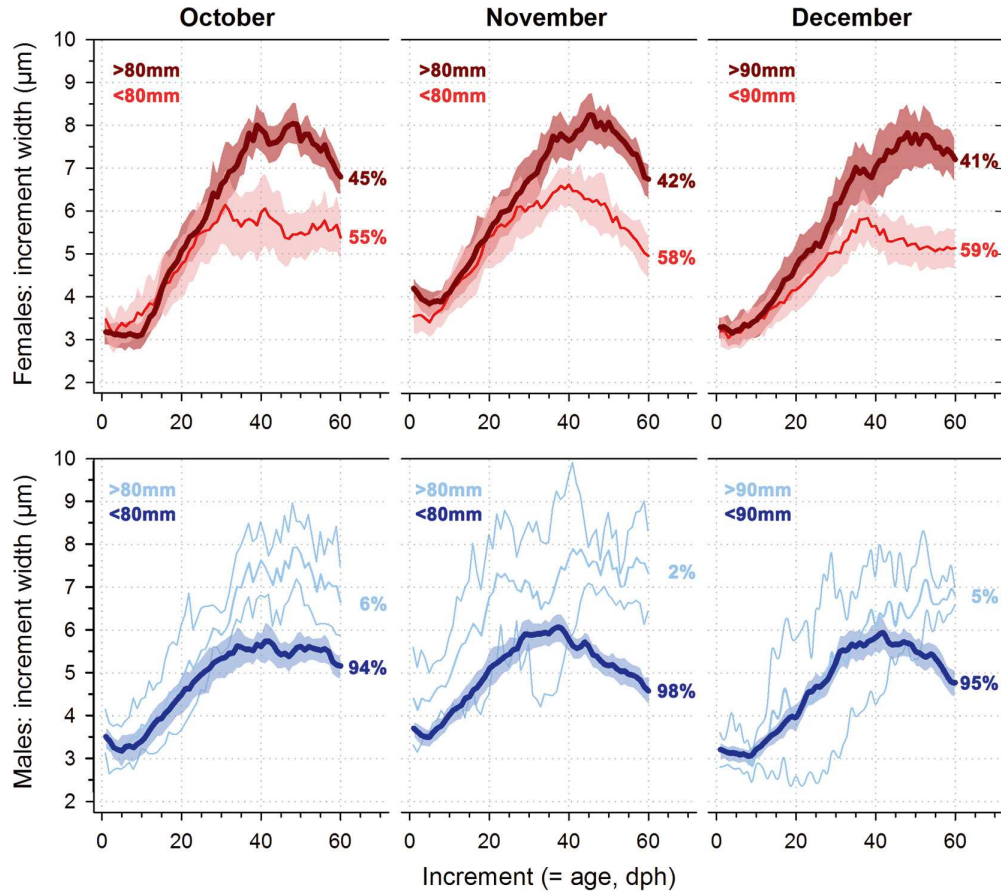 October November December
Females: increment width (µm)
10
9
8
7
6
5
4
3
2
>80mm
<80mm
45%
55%
>80mm
<80mm
42%
58%
>90mm
<90mm
41%
59%
0 20 40 60 0 20 40 60 0 20 40 60
Males: increment width (µm)
10
9
8
7
6
5
4
3
2
>80mm
<80mm
6%
94%
>80mm
<80mm
2%
98%
>90mm
<90mm
5%
95%
0 20 40 60 0 20 40 60 0 20 40 60
Increment (= age, dph)